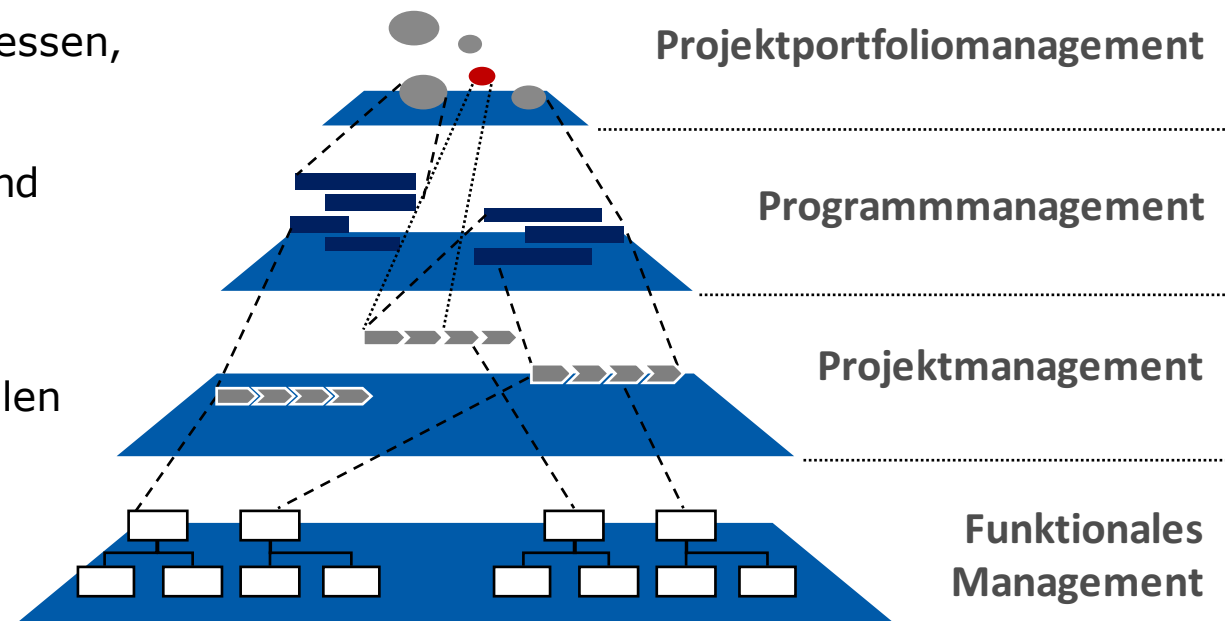 essen,
Projektportfoliomanagement
nd
Programmmanagement
Projektmanagement
len
Funktionales
Management